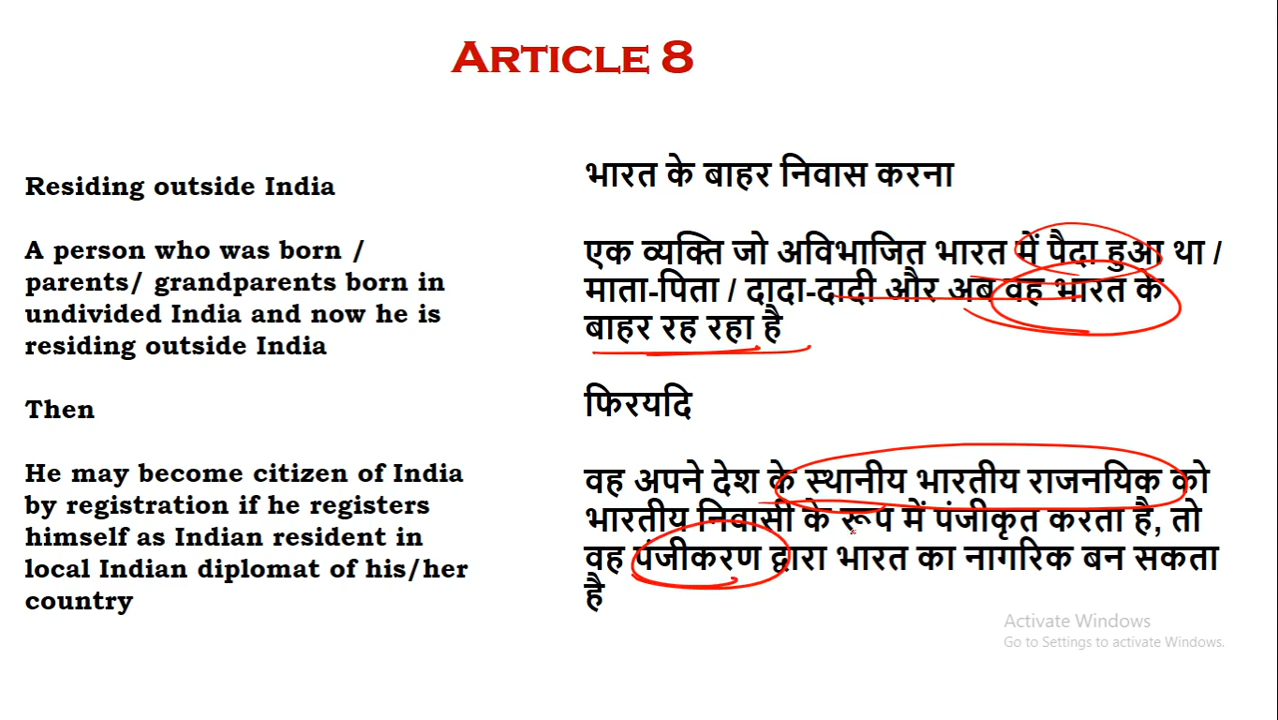 ARTICLE 8
Residing outside India
A person who was born /
parents/ grandparents born in
undivided India and now he is
residing outside India
Then
He may become citizen of India
by registration if he registers
himself as Indian resident in
local Indian diplomat of his/her
country
भारत के बाहर निवास करना
एक व्यक्ति जो अविभाजित भारत में पैदा हुआ था /
माता-पिता / दादा-दादी और अब वह भारत के
बाहर रह रहा है
फिरयदि
वह अपने देश के स्थानीय भारतीय राजनयिक को
भारतीय निवासी के रूप में पंजीकृत करता है, तो
वह पंजीकरण द्वारा भारत का नागरिक बन सकता
है
Activate Windows
Go to Settings to activate Windows.